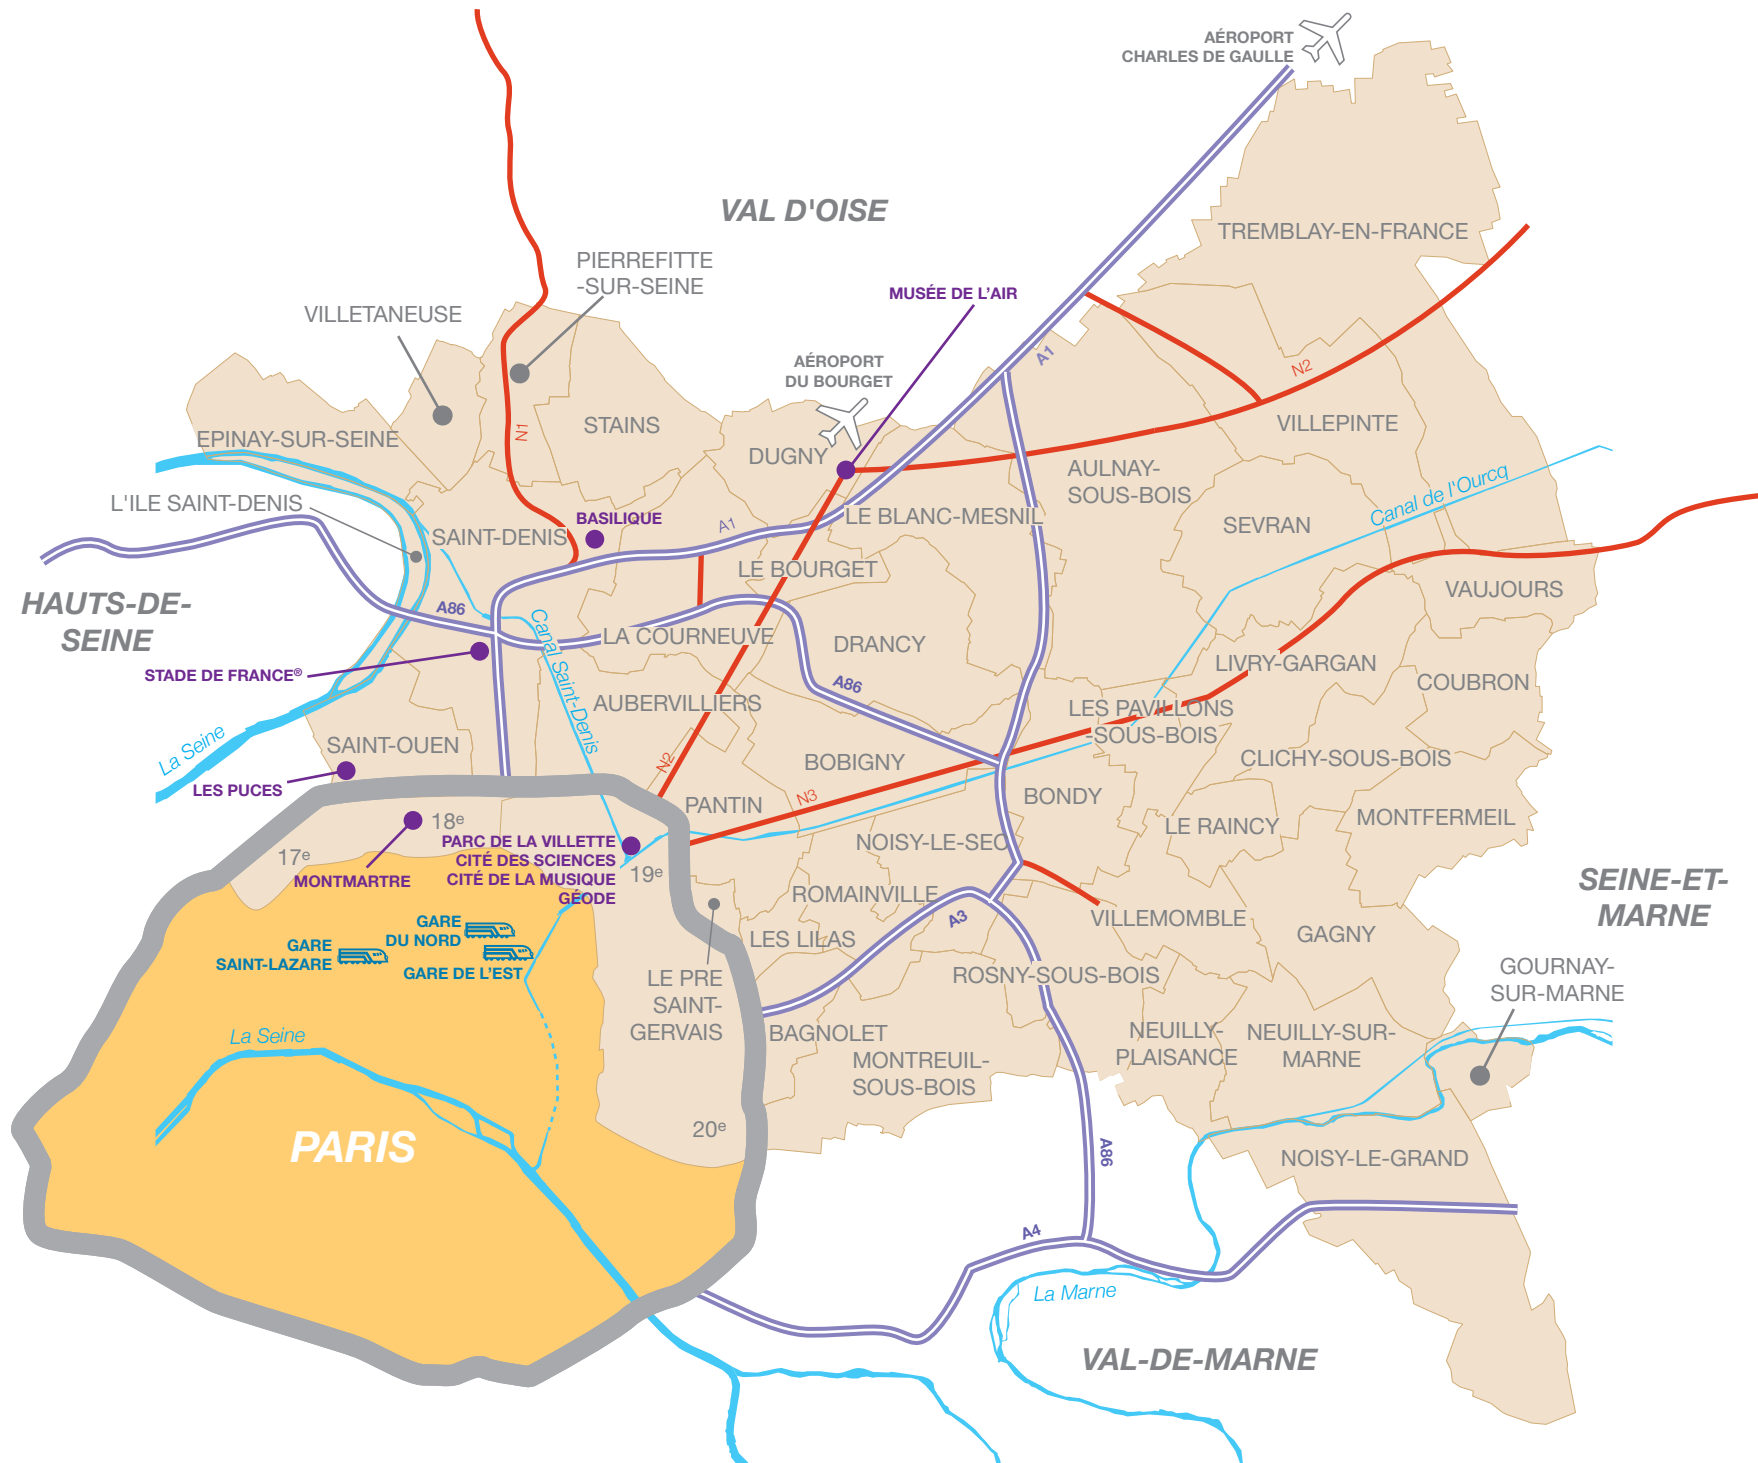 AÉROPORT
CHARLES DE GAULLE
VAL D'OISE
TREMBLAY-EN-FRANCE
PIERREFITTE
-SUR-SEINE
MUSÉE DE L’AIR
VILLETANEUSE
AÉROPORT
DU BOURGET
A1
N2
STAINS
VILLEPINTE
N1
EPINAY-SUR-SEINE
DUGNY
AULNAY-
SOUS-BOIS
L'ILE SAINT-DENIS
Canal de l'Ourcq
BASILIQUE
A1
LE BLANC-MESNIL
SEVRAN
SAINT-DENIS
LE BOURGET
VAUJOURS
HAUTS-DE-
SEINE
A86
Canal Saint-Denis
LA COURNEUVE
DRANCY
LIVRY-GARGAN
STADE DE FRANCE®
A86
COUBRON
AUBERVILLIERS
LES PAVILLONS
-SOUS-BOIS
La Seine
SAINT-OUEN
N2
BOBIGNY
CLICHY-SOUS-BOIS
LES PUCES
PANTIN
N3
BONDY
MONTFERMEIL
18e
LE RAINCY
PARC DE LA VILLETTE
CITÉ DES SCIENCES
CITÉ DE LA MUSIQUE
GÉODE
NOISY-LE-SEC
17e
19e
MONTMARTRE
SEINE-ET-
MARNE
ROMAINVILLE
A3
VILLEMOMBLE
GARE
DU NORD
GARE
SAINT-LAZARE
GARE DE L’EST
LES LILAS
GAGNY
LE PRE
SAINT-
GERVAIS
ROSNY-SOUS-BOIS
GOURNAY-
SUR-MARNE
La Seine
BAGNOLET
NEUILLY-
PLAISANCE
NEUILLY-SUR-
MARNE
MONTREUIL-
SOUS-BOIS
20e
PARIS
A86
NOISY-LE-GRAND
A4
La Marne
VAL-DE-MARNE